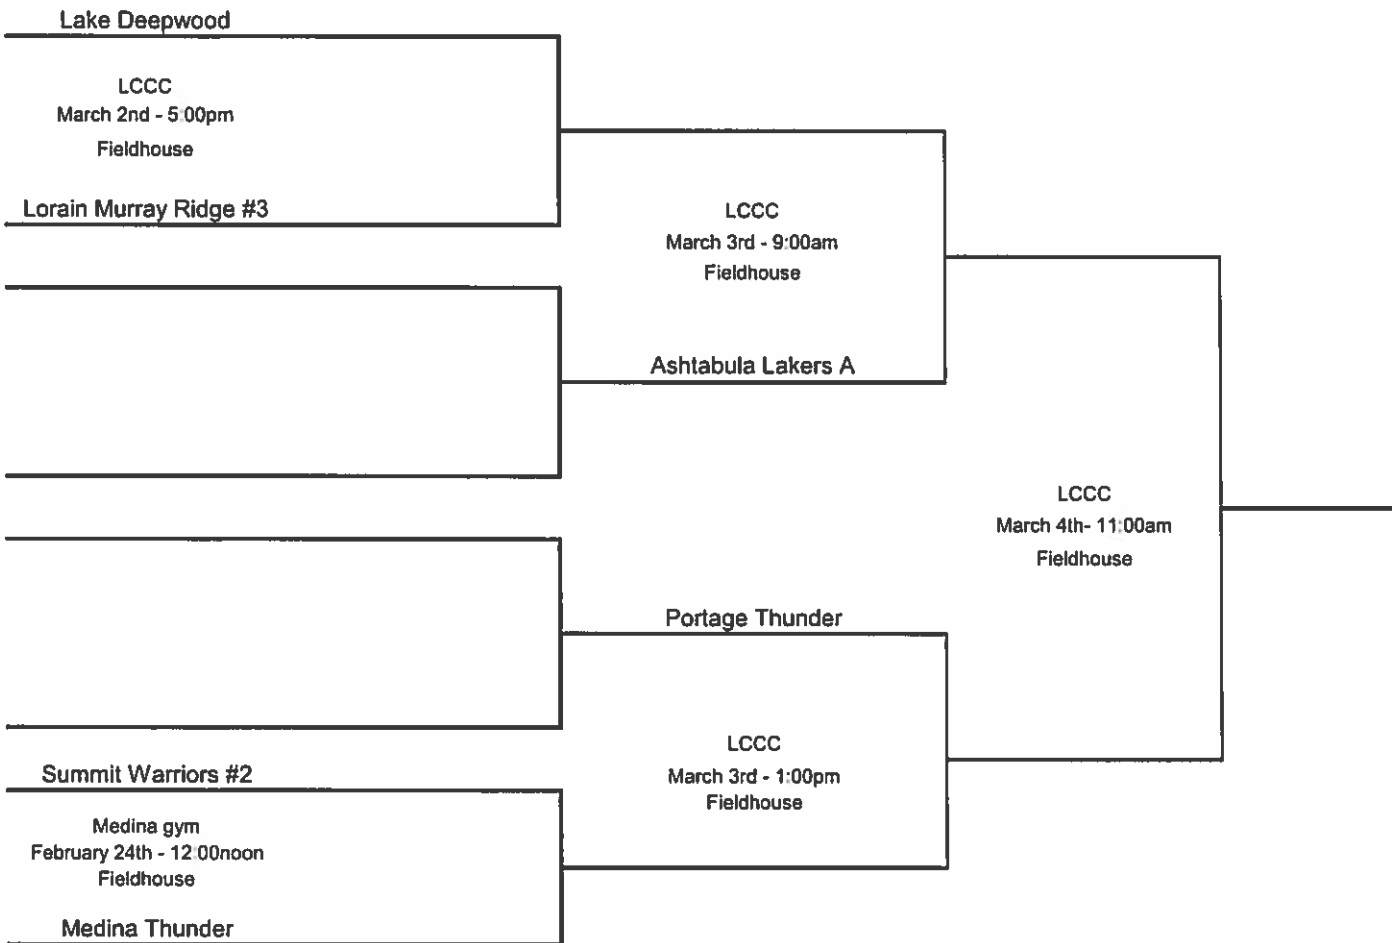 Lake Deepwood
LCCC
March 2nd - 5:00pm
Fieldhouse
Lorain Murray Ridge #3
LCCC
March 3rd - 9:00am
Fieldhouse
Ashtabula Lakers A
LCCC
March 4th- 11:00am
Fieldhouse
Portage Thunder
LCCC
March 3rd - 1:00pm
Fieldhouse
Summit Warriors #2
Medina gym
February 24th - 12:00noon
Fieldhouse
Medina Thunder